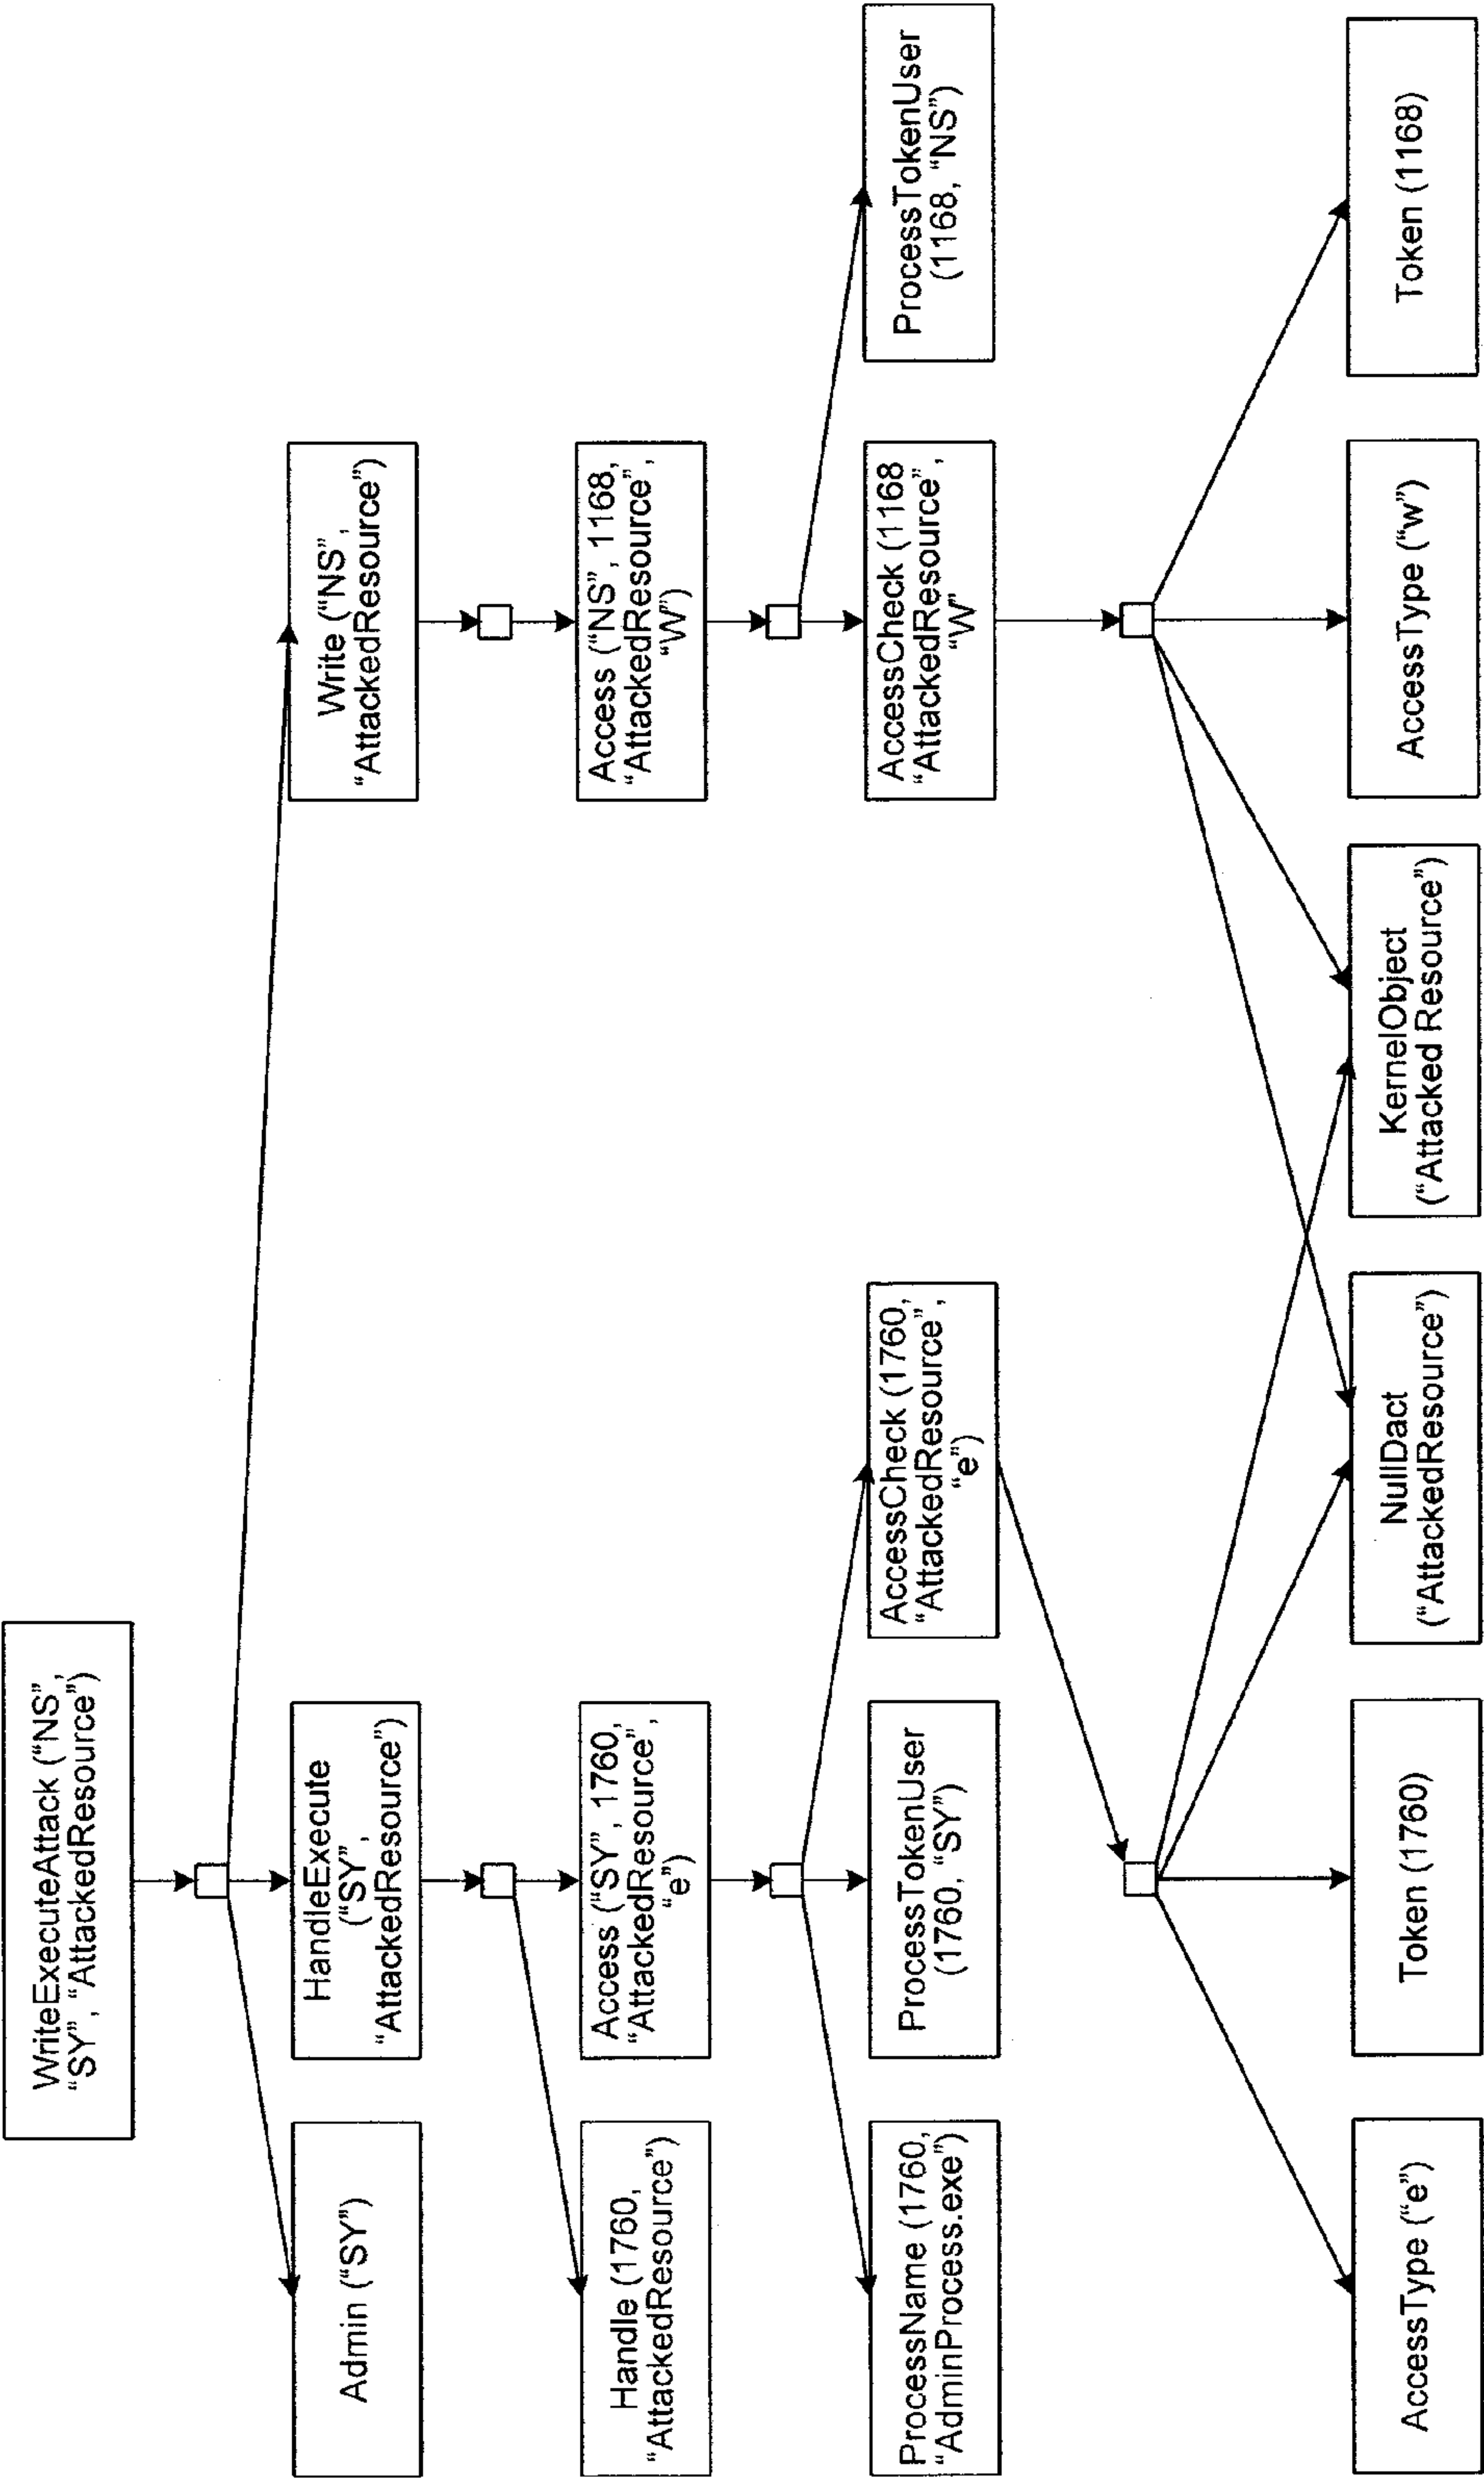 WriteExecuteAttack (“NS”,
“SY”, “AttackedResource”)
Admin (“SY”)
HandleExecute
(“SY”,
“AttackedResource”)
Write (“NS”,
“AttackedResource”)
Handle (1760,
“AttackedResource”)
Access (“SY”, 1760,
“AttackedResource”,
“e”)
Access (“NS”, 1168,
“AttackedResource”,
“W”)
ProcessName (1760,
“AdminProcess.exe”)
ProcessTokenUser
(1760, “SY”)
AccessCheck (1760,
“AttackedResource”,
“e”)
AccessCheck (1168
“AttackedResource”,
“W”
ProcessTokenUser
(1168, “NS”)
AccessType (“e”)
Token (1760)
NullDact
(“AttackedResource”)
KernelObject
(“Attacked Resource”)
AccessType (“w”)
Token (1168)